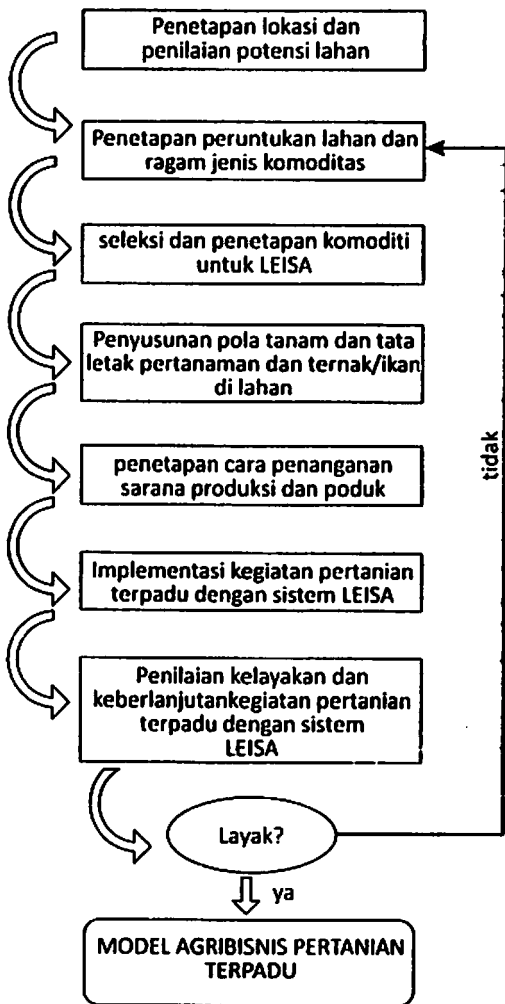 Penetapan lokasi dan
penilaian potensi lahan
Penetapan peruntukan lahan dan
ragam jenis komoditas
seleksi dan penetapan komoditi
untuk LEISA
Penyusunan pola tanam dan tata
letak pertanaman dan ternak/ikan
di lahan
penetapan cara penanganan
sarana produksi dan poduk
Implementasi kegiatan pertanian
terpadu dengan sistem LEISA
Penilaian kelayakan dan
keberlanjutankegiatan pertanian
terpadu dengan sistem
LEISA
Layak?
tidak
ya
MODEL AGRIBISNIS PERTANIAN
TERPADU